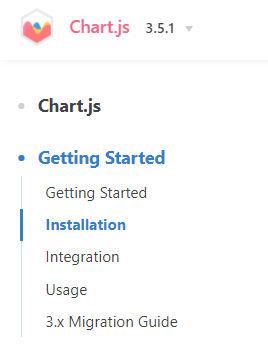 Chart.js 3.5.1
Chart.js
Getting Started
Getting Started
Installation
Integration
Usage
3.x Migration Guide